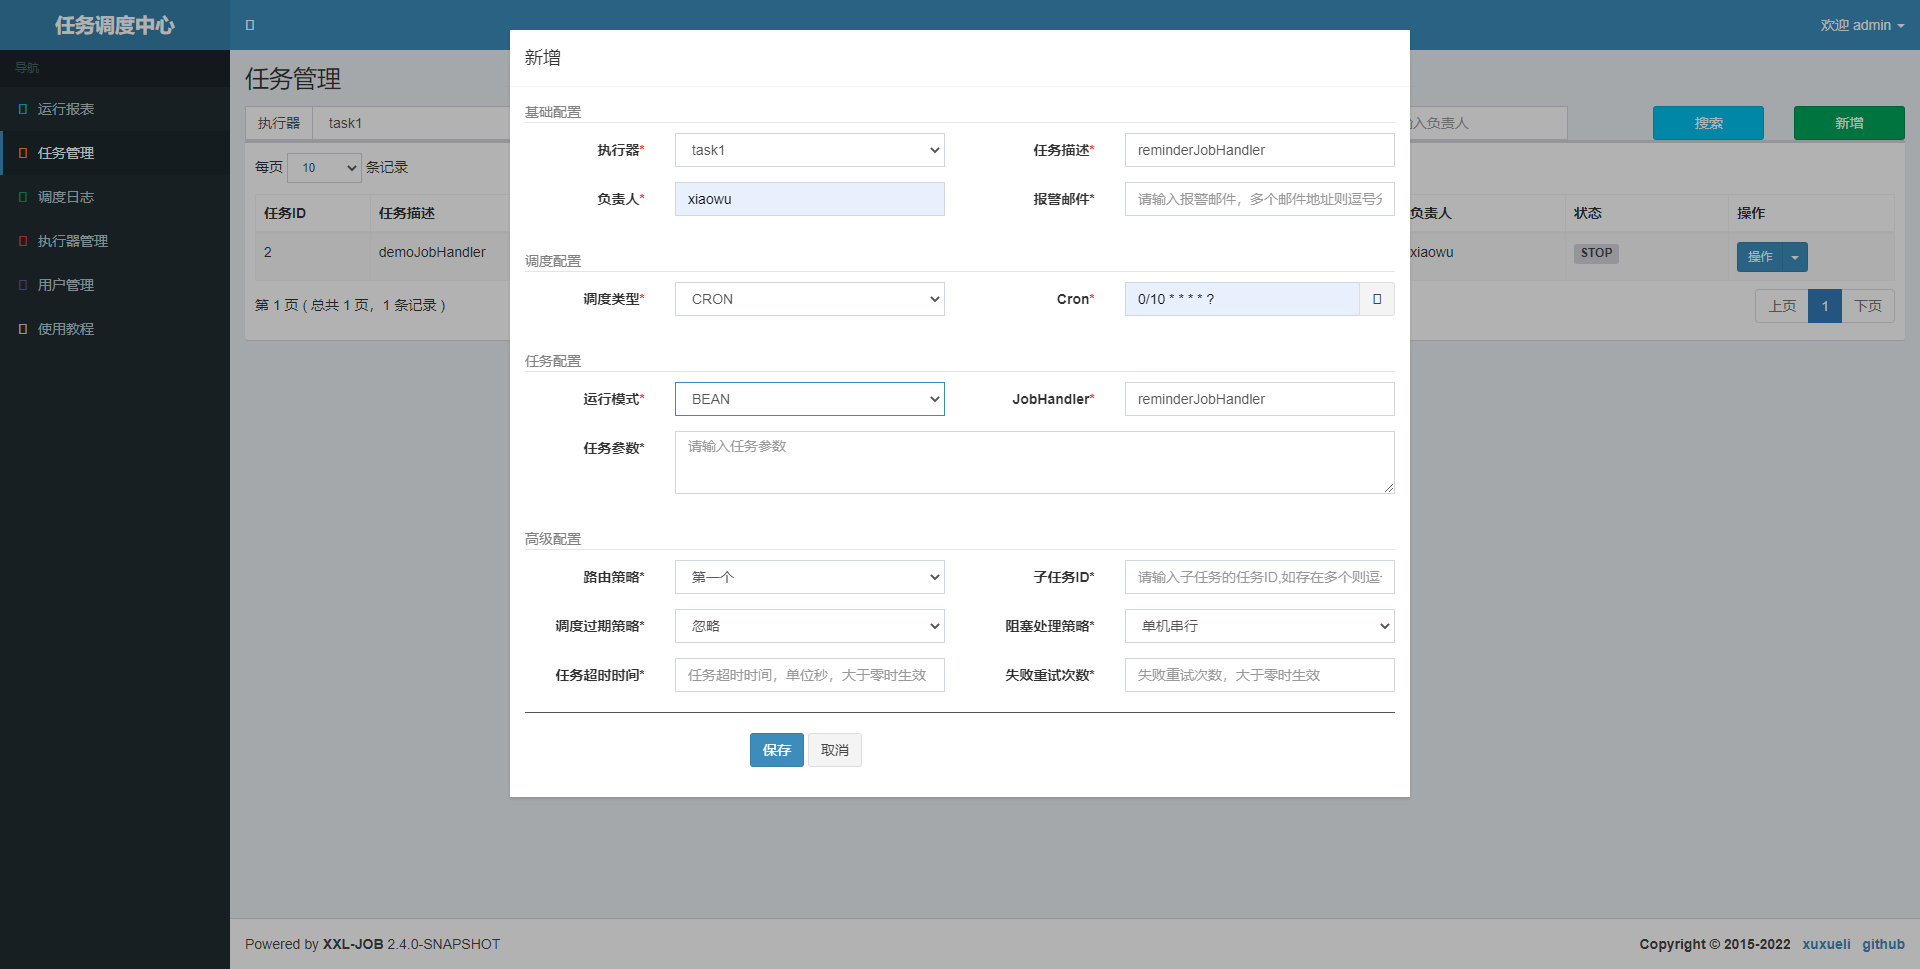 任务调度中心
欢迎 admin
导航
运行报表
任务管理
调度日志
执行器管理
用户管理
使用教程
任务管理
执行器 task1
入负责人
搜索
新增
每页 10 条记录
任务ID 任务描述 负责人 状态 操作
2 demoJobHandler xiaowu STOP 操作
第 1 页 ( 总共 1 页，1 条记录 )
上页 1 下页
新增
基础配置
执行器* task1 任务描述* reminderJobHandler
负责人* xiaowu 报警邮件* 请输入报警邮件，多个邮件地址则逗号分
调度配置
调度类型* CRON Cron* 0/10 * * * * ?
任务配置
运行模式* BEAN JobHandler* reminderJobHandler
任务参数* 请输入任务参数
高级配置
路由策略* 第一个 子任务ID* 请输入子任务的任务ID,如存在多个则逗
调度过期策略* 忽略 阻塞处理策略* 单机串行
任务超时时间* 任务超时时间，单位秒，大于零时生效 失败重试次数* 失败重试次数，大于零时生效
保存 取消
Powered by XXL-JOB 2.4.0-SNAPSHOT
Copyright © 2015-2022 xuxueli github